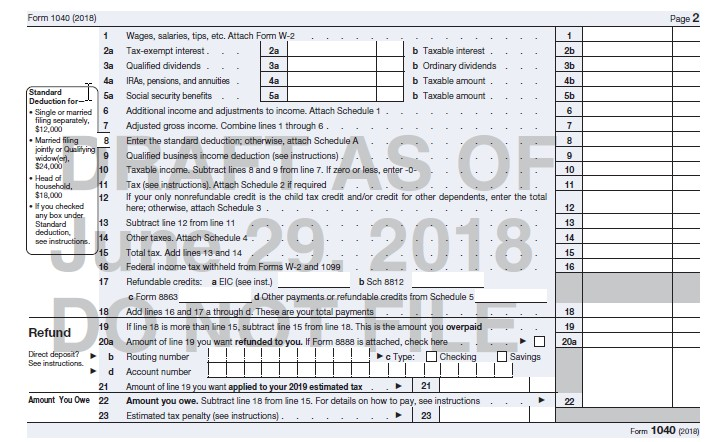 Form 1040 (2018) Page 2
1 Wages, salaries, tips, etc. Attach Form W-2 . . . . . . . . . . . . . . . 1
2a Tax-exempt interest . . . 2a b Taxable interest . . . . 2b
3a Qualified dividends . . . 3a b Ordinary dividends . . . 3b
4a IRAs, pensions, and annuities . 4a b Taxable amount . . . . 4b
5a Social security benefits . . 5a b Taxable amount . . . . 5b
Standard Deduction for—
• Single or married filing separately, $12,000
• Married filing jointly or Qualifying widow(er), $24,000
• Head of household, $18,000
• If you checked any box under Standard deduction, see instructions.
6 Additional income and adjustments to income. Attach Schedule 1 . . . . . . . . . 6
7 Adjusted gross income. Combine lines 1 through 6 . . . . . . . . . . . . 7
8 Enter the standard deduction; otherwise, attach Schedule A . . . . . . . . . . 8
9 Qualified business income deduction (see instructions) . . . . . . . . . . . 9
10 Taxable income. Subtract lines 8 and 9 from line 7. If zero or less, enter -0- . . . . . . 10
11 Tax (see instructions). Attach Schedule 2 if required . . . . . . . . . . . . 11
12 If your only nonrefundable credit is the child tax credit and/or credit for other dependents, enter the total
here; otherwise, attach Schedule 3 . . . . . . . . . . . . . . . . 12
13 Subtract line 12 from line 11 . . . . . . . . . . . . . . . . . 13
14 Other taxes. Attach Schedule 4 . . . . . . . . . . . . . . . . . 14
15 Total tax. Add lines 13 and 14 . . . . . . . . . . . . . . . . . 15
16 Federal income tax withheld from Forms W-2 and 1099 . . . . . . . . . . . 16
17 Refundable credits: a EIC (see inst.) b Sch 8812
c Form 8863 d Other payments or refundable credits from Schedule 5
18 Add lines 16 and 17 a through d. These are your total payments . . . . . . . . . 18
Refund
19 If line 18 is more than line 15, subtract line 15 from line 18. This is the amount you overpaid . . . 19
20a Amount of line 19 you want refunded to you. If Form 8888 is attached, check here . . . . ▶ 20a
Direct deposit? See instructions.
▶ b Routing number ▶ c Type: Checking Savings
▶ d Account number
21 Amount of line 19 you want applied to your 2019 estimated tax . . ▶ 21
Amount You Owe 22 Amount you owe. Subtract line 18 from line 15. For details on how to pay, see instructions . . . ▶ 22
23 Estimated tax penalty (see instructions) . . . . . . . . ▶ 23
Form 1040 (2018)
DRAFT AS OF
June 29, 2018
DO NOT FILE